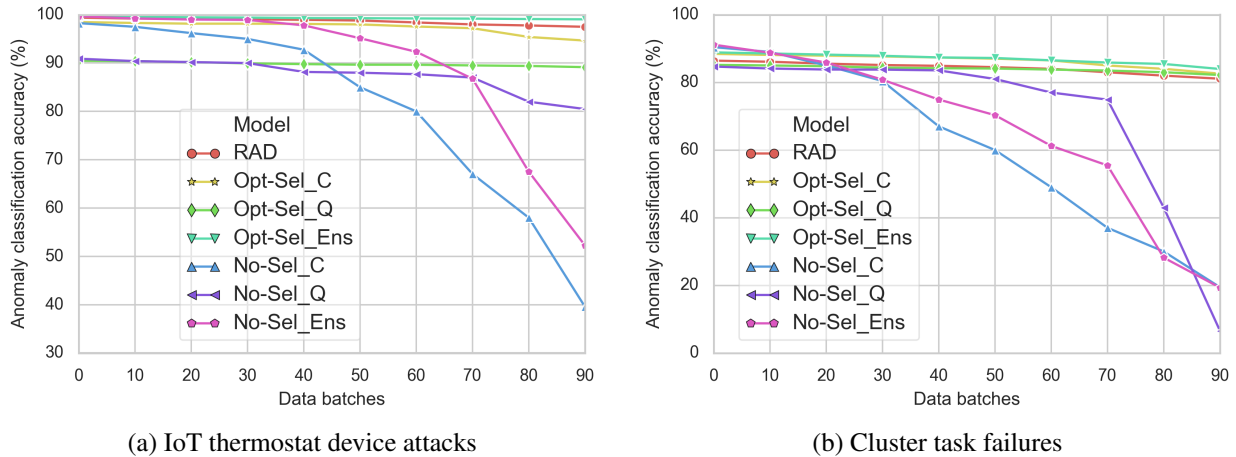 Anomaly classification accuracy (%)
100
90
80
70
60
50
40
30
Model
RAD
Opt-Sel_C
Opt-Sel_Q
Opt-Sel_Ens
No-Sel_C
No-Sel_Q
No-Sel_Ens
0 10 20 30 40 50 60 70 80 90
Data batches
(a) IoT thermostat device attacks
Anomaly classification accuracy (%)
100
80
60
40
20
0
Model
RAD
Opt-Sel_C
Opt-Sel_Q
Opt-Sel_Ens
No-Sel_C
No-Sel_Q
No-Sel_Ens
0 10 20 30 40 50 60 70 80 90
Data batches
(b) Cluster task failures